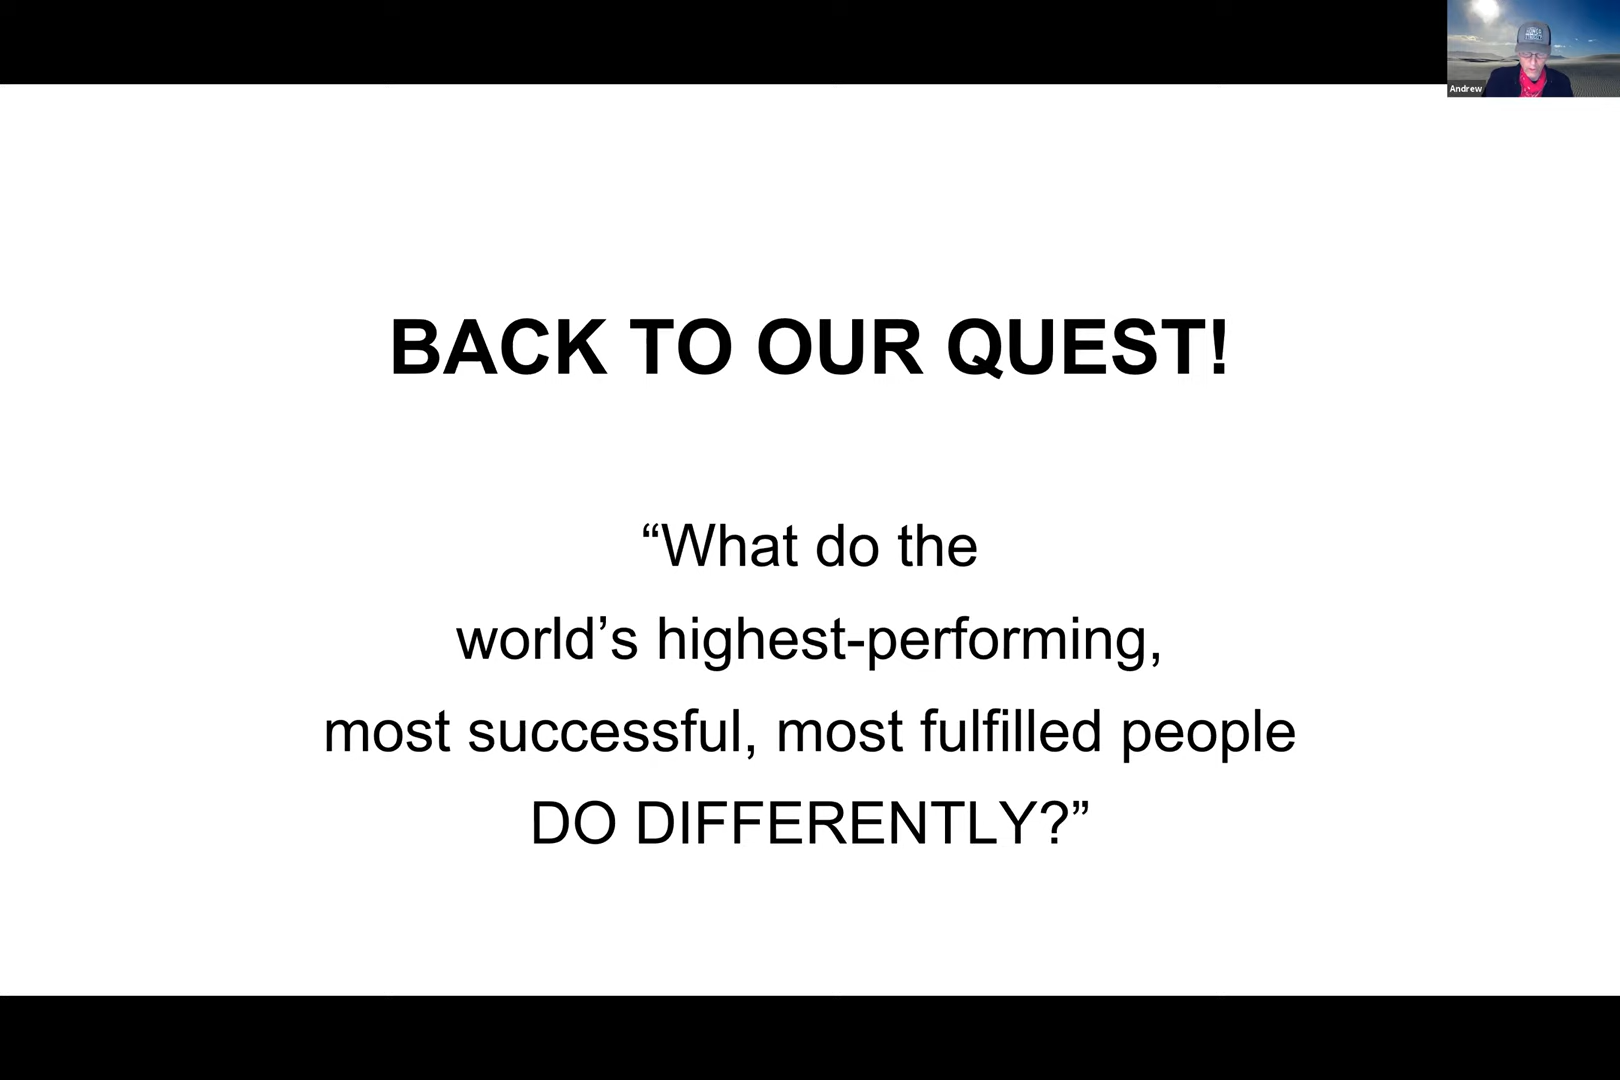 Andrew
BACK TO OUR QUEST!
“What do the
world’s highest-performing,
most successful, most fulfilled people
DO DIFFERENTLY?”